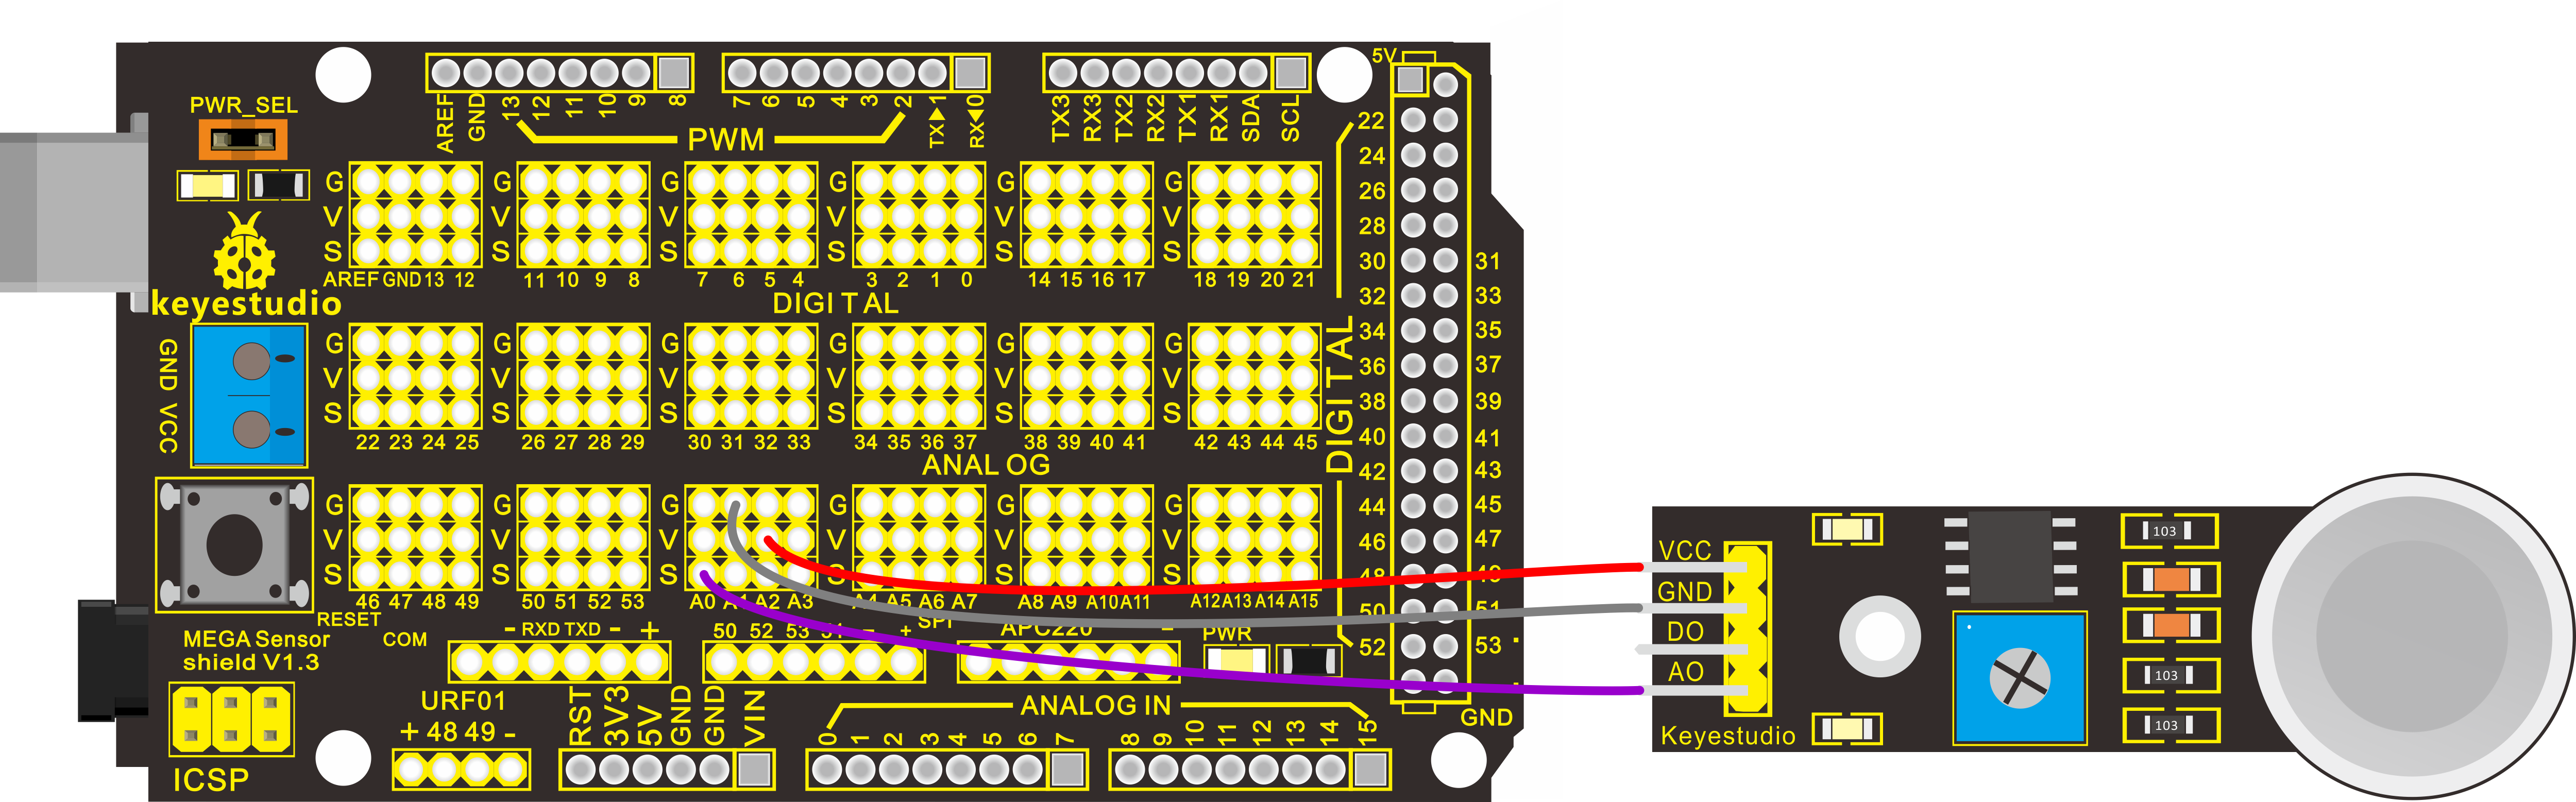 5V
PWR_SEL
AREF GND 13 12 11 10 9 8 7 6 5 4 3 2 TX▶1 RX◀0 TX3 RX3 TX2 RX2 TX1 RX1 SDA SCL
PWM
22
24
26
28
30 31
32 33
34 35
36 37
38 39
40 41
42 43
44 45
46 47
48 49
50 51
52 53
DIGITAL
GND
G G G G G G
V V V V V V
S S S S S S
AREF GND 13 12 11 10 9 8 7 6 5 4 3 2 1 0 14 15 16 17 18 19 20 21
keyestudio
DIGITAL
GND VCC
G G G G G G
V V V V V V
S S S S S S
22 23 24 25 26 27 28 29 30 31 32 33 34 35 36 37 38 39 40 41 42 43 44 45
ANALOG
G G G G G G
V V V V V V
S S S S S S
46 47 48 49 50 51 52 53 A0 A1 A2 A3 A4 A5 A6 A7 A8 A9 A10 A11 A12 A13 A14 A15
RESET
COM
- RXD TXD - +
50 52 53 51 - + SPI
APC220 -
PWR
MEGA Sensor
shield V1.3
URF01
+ 48 49 -
RST 3V3 5V GND GND VIN
ANALOG IN
0 1 2 3 4 5 6 7 8 9 10 11 12 13 14 15
ICSP
VCC
GND
DO
AO
Keyestudio
103
103
103